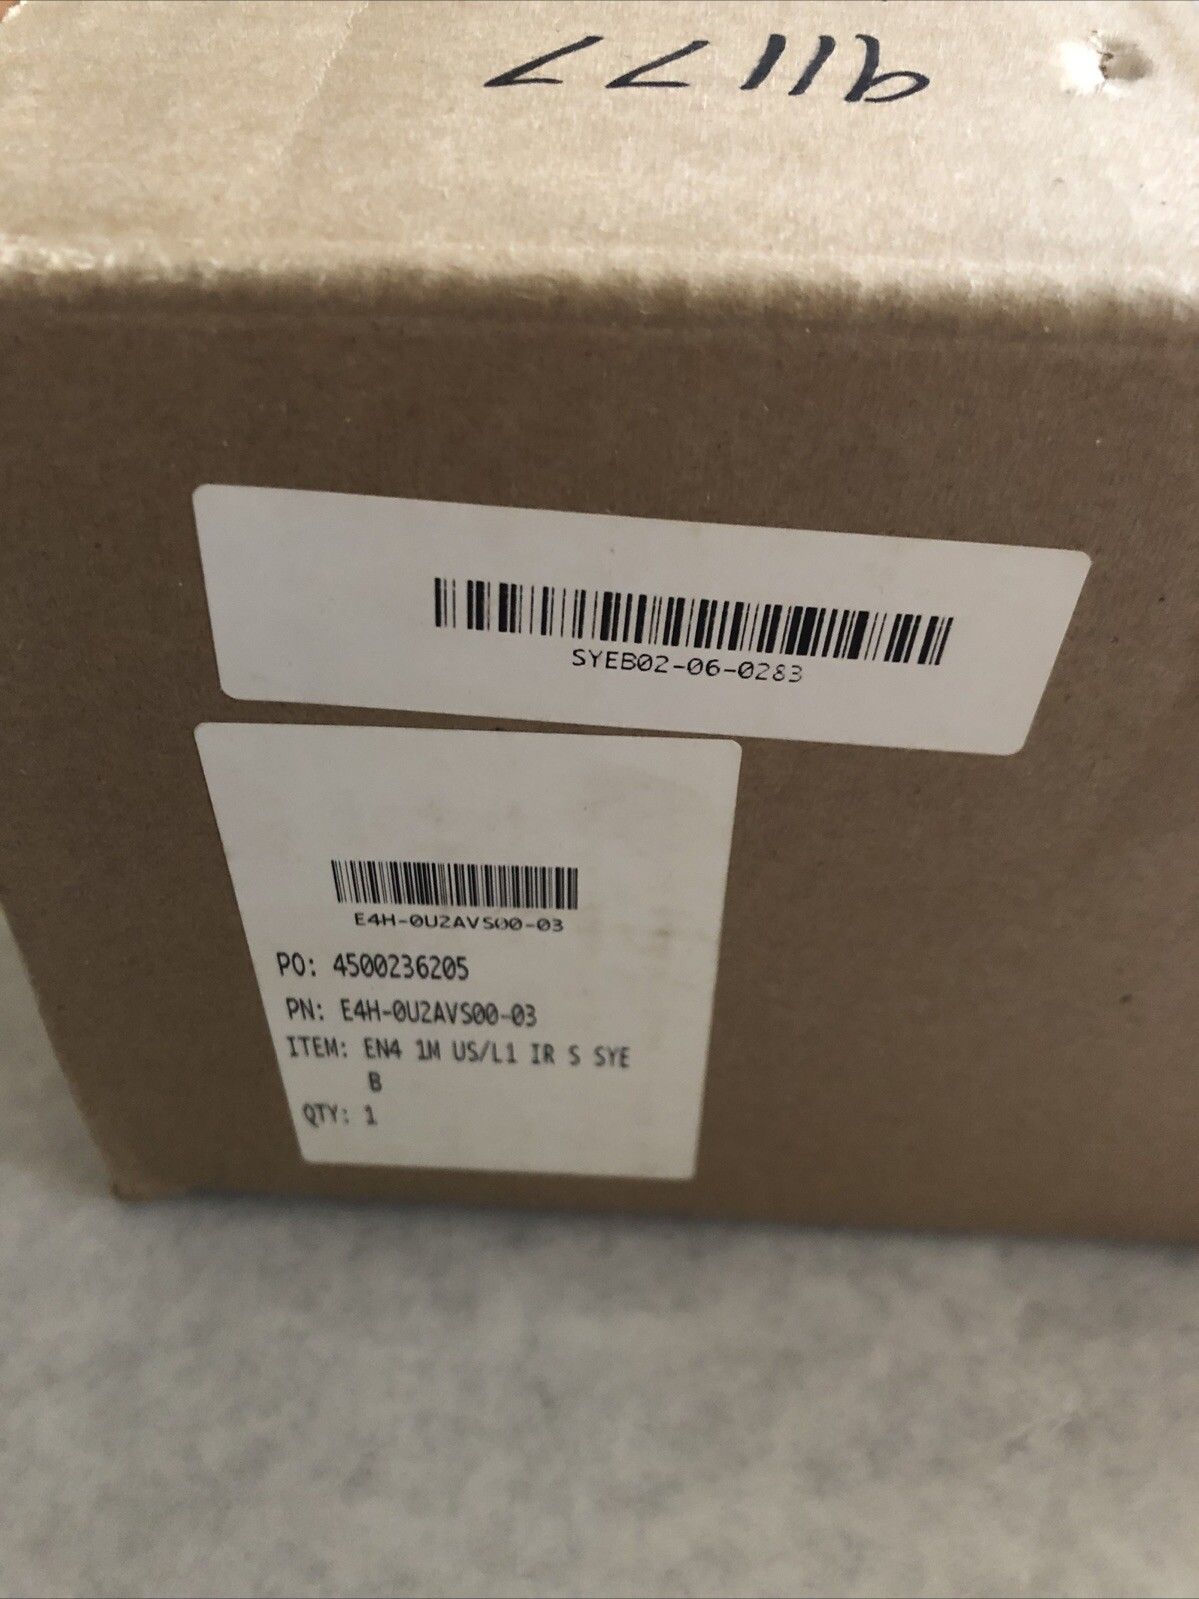 91177
SYEB02-06-0283
E4H-0U2AVS00-03
PO: 4500236205
PN: E4H-0U2AVS00-03
ITEM: EN4 1M US/L1 IR S SYE
B
QTY: 1